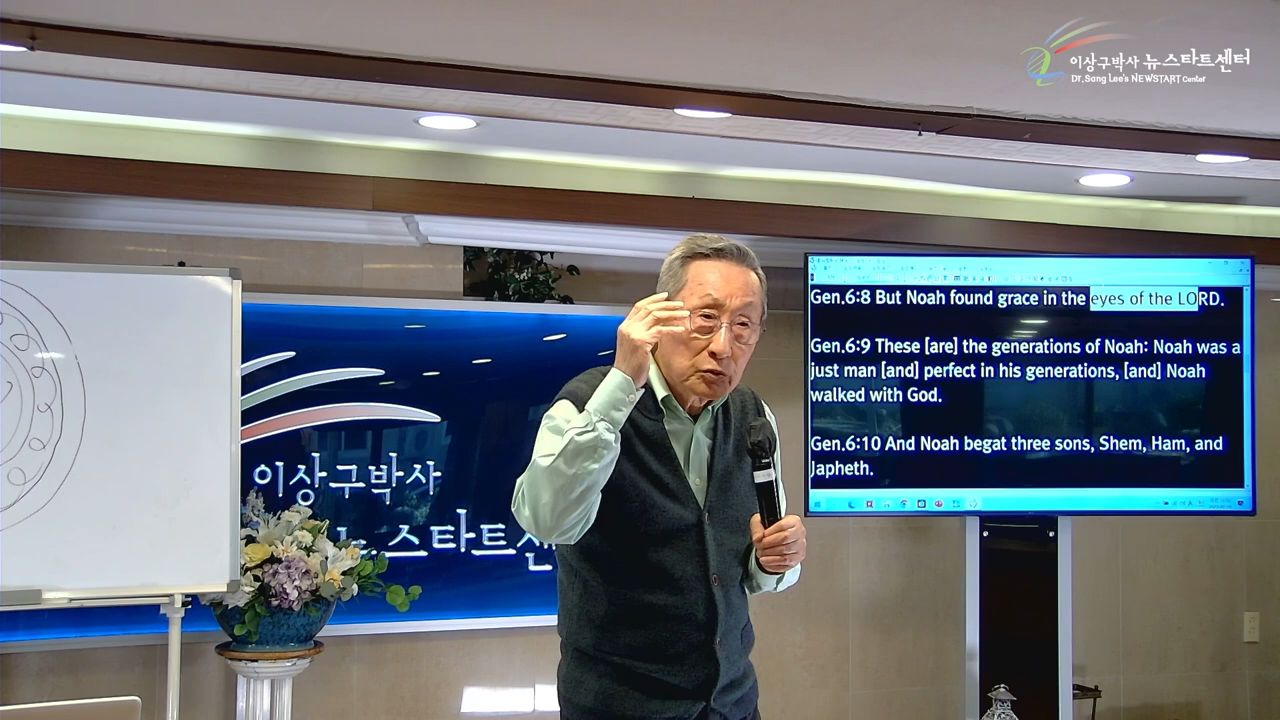 이상구박사 뉴스타트센터
Dr. Sang Lee's NEWSTART Center
Gen.6:8 But Noah found grace in the eyes of the LORD.
Gen.6:9 These [are] the generations of Noah: Noah was a
just man [and] perfect in his generations, [and] Noah
walked with God.
Gen.6:10 And Noah begat three sons, Shem, Ham, and
Japheth.
이상구박사
스타트센